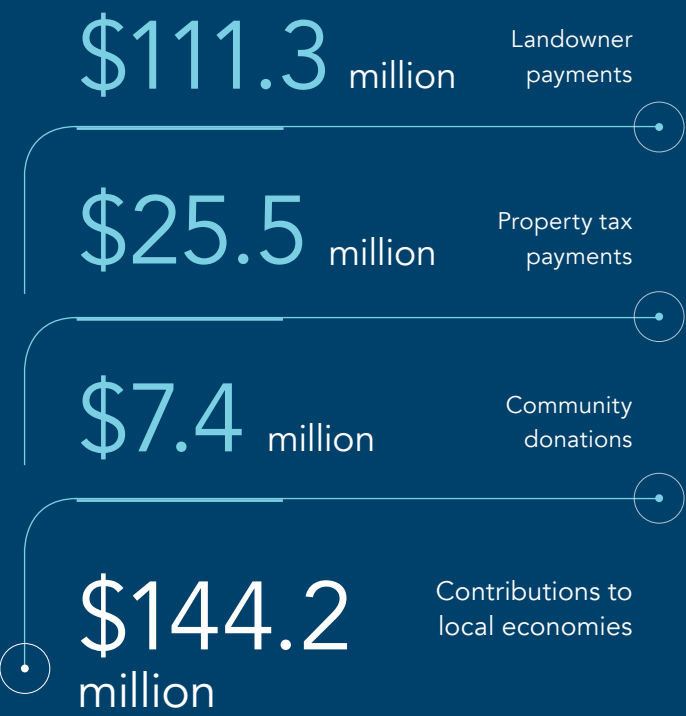 $111.3 million
Landowner
payments
$25.5 million
Property tax
payments
$7.4 million
Community
donations
$144.2
million
Contributions to
local economies